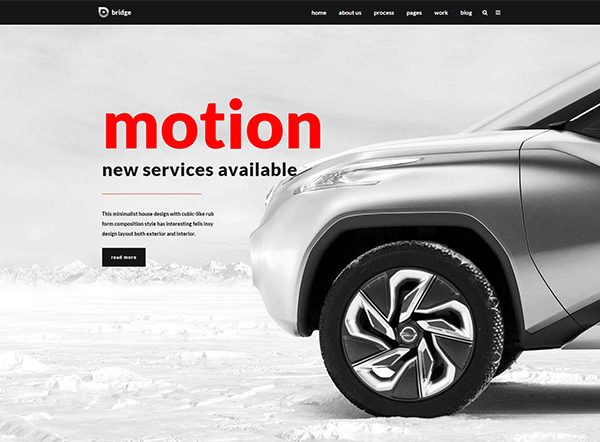 bridge
home about us process pages work blog
motion
new services available
This minimalist house design with cubic-like rub
form composition style has interesting fells insy
design layout both exterior and interior.
read more